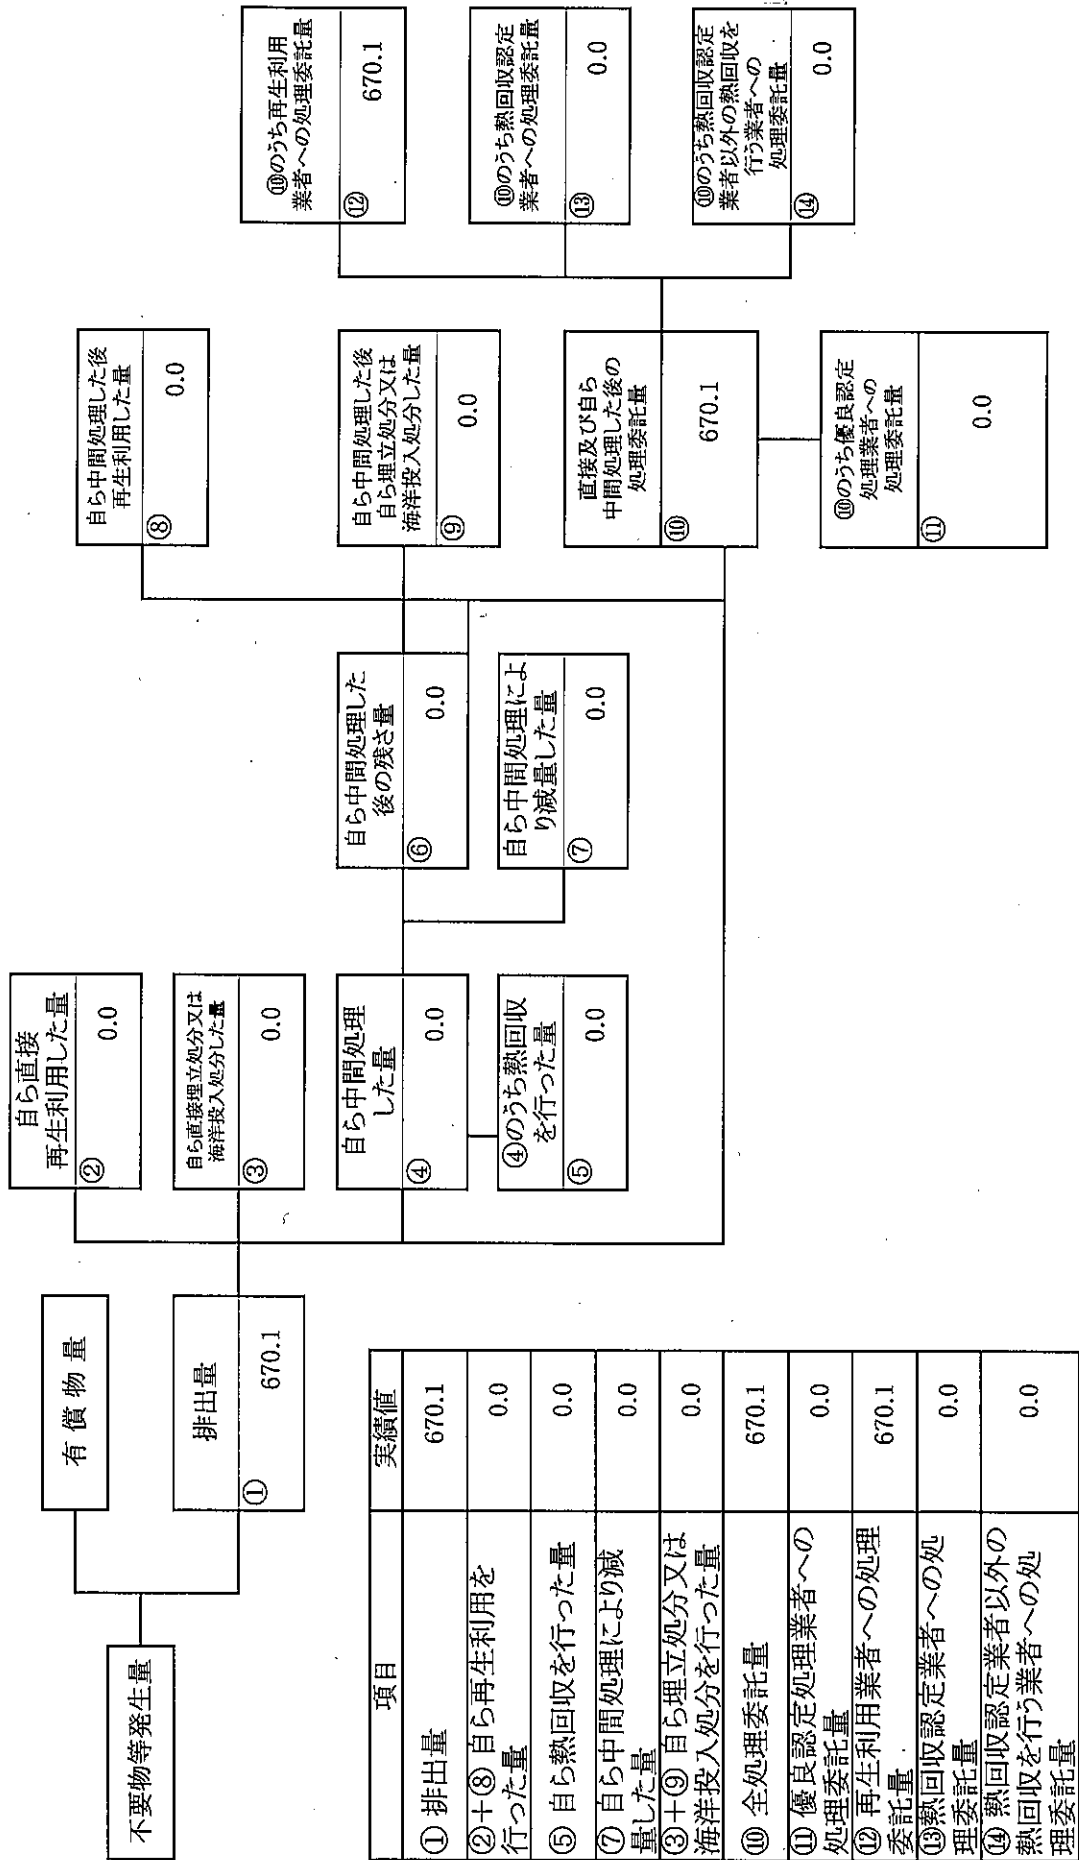 不要物等発生量
有償物量
排出量
①
670.1
自ら直接
再生利用した量
②
0.0
自ら直接埋立処分又は
海洋投入処分した量
③
0.0
自ら中間処理
した量
④
0.0
④のうち熱回収
を行った量
⑤
0.0
自ら中間処理した
後の残さ量
⑥
0.0
自ら中間処理によ
り減量した量
⑦
0.0
自ら中間処理した後
再生利用した量
⑧
0.0
自ら中間処理した後
自ら埋立処分又は
海洋投入処分した量
⑨
0.0
直接及び自ら
中間処理した後の
処理委託量
⑩
670.1
⑩のうち優良認定
処理業者への
処理委託量
⑪
0.0
⑩のうち再生利用
業者への処理委託量
⑫
670.1
⑩のうち熱回収認定
業者への処理委託量
⑬
0.0
⑩のうち熱回収認定
業者以外の熱回収を
行う業者への
処理委託量
⑭
0.0
項目 実績値
①排出量 670.1
②+⑧自ら再生利用を
行った量 0.0
⑤ 自ら熱回収を行った量 0.0
⑦ 自ら中間処理により減
量した量 0.0
③+⑨自ら埋立処分又は
海洋投入処分を行った量 0.0
⑩ 全処理委託量 670.1
⑪ 優良認定処理業者への
処理委託量 0.0
⑫ 再生利用業者への処理
委託量 670.1
⑬熱回収認定業者への処
理委託量 0.0
⑭ 熱回収認定業者以外の
熱回収を行う業者への処
理委託量 0.0